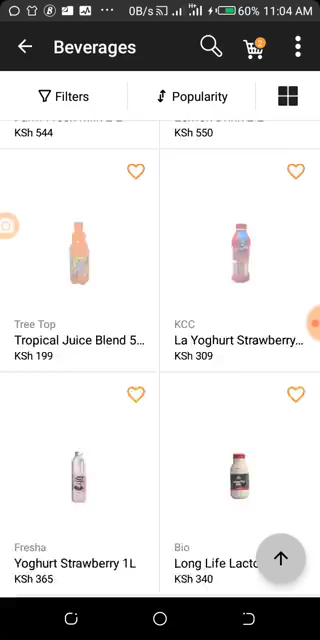 0B/s 60% 11:04 AM
Beverages
2
Filters
Popularity
KSh 544
KSh 550
Tree Top
Tropical Juice Blend 5...
KSh 199
KCC
La Yoghurt Strawberry...
KSh 309
Fresha
Yoghurt Strawberry 1L
KSh 365
Bio
Long Life Lacto
KSh 340